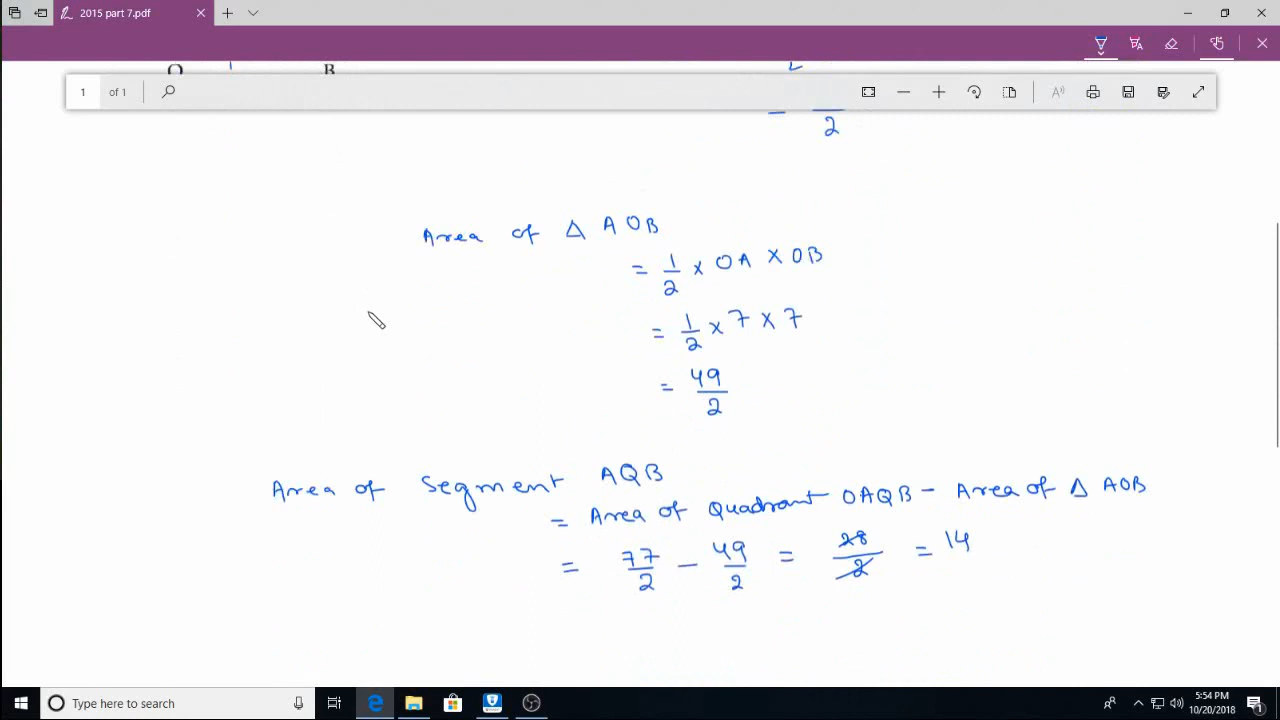 2015 part 7.pdf
O B
1 of 1
2
Area of Δ AOB
= 1/2 × OA × OB
= 1/2 × 7 × 7
= 49/2
Area of Segment AQB
= Area of Quadrant OAQB - Area of Δ AOB
= 77/2 - 49/2 = 28/2 = 14
Type here to search
5:54 PM
10/20/2018
1